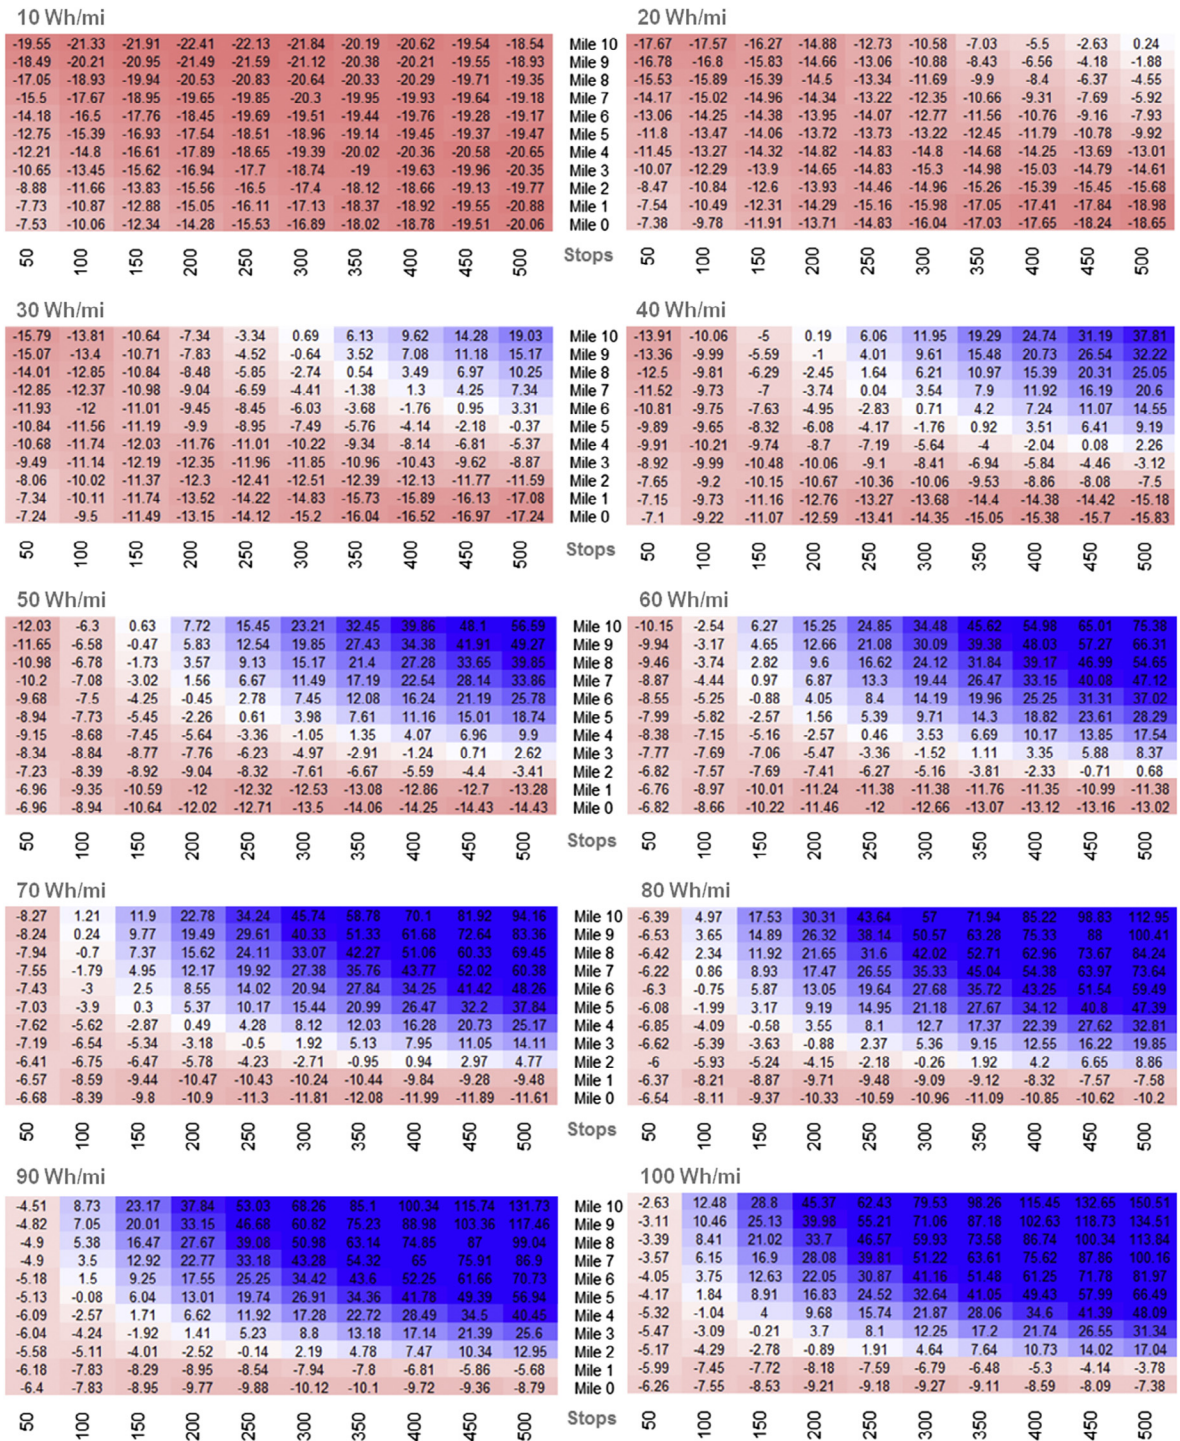 10 Wh/mi 20 Wh/mi
-19.55 -21.33 -21.91 -22.41 -22.13 -21.84 -20.19 -20.62 -19.54 -18.54 Mile 10 -17.67 -17.57 -16.27 -14.88 -12.73 -10.58 -7.03 -5.5 -2.63 0.24
-18.49 -20.21 -20.95 -21.49 -21.59 -21.12 -20.38 -20.21 -19.55 -18.93 Mile 9 -16.78 -16.8 -15.83 -14.66 -13.06 -10.88 -8.43 -6.56 -4.18 -1.88
-17.05 -18.93 -19.94 -20.53 -20.83 -20.64 -20.33 -20.29 -19.71 -19.35 Mile 8 -15.53 -15.89 -15.39 -14.5 -13.34 -11.69 -9.9 -8.4 -6.37 -4.55
-15.5 -17.67 -18.95 -19.65 -19.85 -20.3 -19.95 -19.93 -19.64 -19.18 Mile 7 -14.17 -15.02 -14.96 -14.34 -13.22 -12.35 -10.66 -9.31 -7.69 -5.92
-14.18 -16.5 -17.76 -18.45 -19.69 -19.51 -19.44 -19.76 -19.28 -19.17 Mile 6 -13.06 -14.25 -14.38 -13.95 -14.07 -12.77 -11.56 -10.76 -9.16 -7.93
-12.75 -15.39 -16.93 -17.54 -18.51 -18.96 -19.14 -19.45 -19.37 -19.47 Mile 5 -11.8 -13.47 -14.06 -13.72 -13.73 -13.22 -12.45 -11.79 -10.78 -9.92
-12.21 -14.8 -16.61 -17.89 -18.65 -19.39 -20.02 -20.36 -20.58 -20.65 Mile 4 -11.45 -13.27 -14.32 -14.82 -14.83 -14.8 -14.68 -14.25 -13.69 -13.01
-10.65 -13.45 -15.62 -16.94 -17.7 -18.74 -19 -19.63 -19.96 -20.35 Mile 3 -10.07 -12.29 -13.9 -14.65 -14.83 -15.3 -14.98 -15.03 -14.79 -14.61
-8.88 -11.66 -13.83 -15.56 -16.5 -17.4 -18.12 -18.66 -19.13 -19.77 Mile 2 -8.47 -10.84 -12.6 -13.93 -14.46 -14.96 -15.26 -15.39 -15.45 -15.68
-7.73 -10.87 -12.88 -15.05 -16.11 -17.13 -18.37 -18.92 -19.55 -20.88 Mile 1 -7.54 -10.49 -12.31 -14.29 -15.16 -15.98 -17.05 -17.41 -17.84 -18.98
-7.53 -10.06 -12.34 -14.28 -15.53 -16.89 -18.02 -18.78 -19.51 -20.06 Mile 0 -7.38 -9.78 -11.91 -13.71 -14.83 -16.04 -17.03 -17.65 -18.24 -18.65
50 100 150 200 250 300 350 400 450 500 Stops 50 100 150 200 250 300 350 400 450 500
30 Wh/mi 40 Wh/mi
-15.79 -13.81 -10.64 -7.34 -3.34 0.69 6.13 9.62 14.28 19.03 Mile 10 -13.91 -10.06 -5 0.19 6.06 11.95 19.29 24.74 31.19 37.81
-15.07 -13.4 -10.71 -7.83 -4.52 -0.64 3.52 7.08 11.18 15.17 Mile 9 -13.36 -9.99 -5.59 -1 4.01 9.61 15.48 20.73 26.54 32.22
-14.01 -12.85 -10.84 -8.48 -5.85 -2.74 0.54 3.49 6.97 10.25 Mile 8 -12.5 -9.81 -6.29 -2.45 1.64 6.21 10.97 15.39 20.31 25.05
-12.85 -12.37 -10.98 -9.04 -6.59 -4.41 -1.38 1.3 4.25 7.34 Mile 7 -11.52 -9.73 -7 -3.74 0.04 3.54 7.9 11.92 16.19 20.6
-11.93 -12 -11.01 -9.45 -8.45 -6.03 -3.68 -1.76 0.95 3.31 Mile 6 -10.81 -9.75 -7.63 -4.95 -2.83 0.71 4.2 7.24 11.07 14.55
-10.84 -11.56 -11.19 -9.9 -8.95 -7.49 -5.76 -4.14 -2.18 -0.37 Mile 5 -9.89 -9.65 -8.32 -6.08 -4.17 -1.76 0.92 3.51 6.41 9.19
-10.68 -11.74 -12.03 -11.76 -11.01 -10.22 -9.34 -8.14 -6.81 -5.37 Mile 4 -9.91 -10.21 -9.74 -8.7 -7.19 -5.64 -4 -2.04 0.08 2.26
-9.49 -11.14 -12.19 -12.35 -11.96 -11.85 -10.96 -10.43 -9.62 -8.87 Mile 3 -8.92 -9.99 -10.48 -10.06 -9.1 -8.41 -6.94 -5.84 -4.46 -3.12
-8.06 -10.02 -11.37 -12.3 -12.41 -12.51 -12.39 -12.13 -11.77 -11.59 Mile 2 -7.65 -9.2 -10.15 -10.67 -10.36 -10.06 -9.53 -8.86 -8.08 -7.5
-7.34 -10.11 -11.74 -13.52 -14.22 -14.83 -15.73 -15.89 -16.13 -17.08 Mile 1 -7.15 -9.73 -11.16 -12.76 -13.27 -13.68 -14.4 -14.38 -14.42 -15.18
-7.24 -9.5 -11.49 -13.15 -14.12 -15.2 -16.04 -16.52 -16.97 -17.24 Mile 0 -7.1 -9.22 -11.07 -12.59 -13.41 -14.35 -15.05 -15.38 -15.7 -15.83
50 100 150 200 250 300 350 400 450 500 Stops 50 100 150 200 250 300 350 400 450 500
50 Wh/mi 60 Wh/mi
-12.03 -6.3 0.63 7.72 15.45 23.21 32.45 39.86 48.1 56.59 Mile 10 -10.15 -2.54 6.27 15.25 24.85 34.48 45.62 54.98 65.01 75.38
-11.65 -6.58 -0.47 5.83 12.54 19.85 27.43 34.38 41.91 49.27 Mile 9 -9.94 -3.17 4.65 12.66 21.08 30.09 39.38 48.03 57.27 66.31
-10.98 -6.78 -1.73 3.57 9.13 15.17 21.4 27.28 33.65 39.85 Mile 8 -9.46 -3.74 2.82 9.6 16.62 24.12 31.84 39.17 46.99 54.65
-10.2 -7.08 -3.02 1.56 6.67 11.49 17.19 22.54 28.14 33.86 Mile 7 -8.87 -4.44 0.97 6.87 13.3 19.44 26.47 33.15 40.08 47.12
-9.68 -7.5 -4.25 -0.45 2.78 7.45 12.08 16.24 21.19 25.78 Mile 6 -8.55 -5.25 -0.88 4.05 8.4 14.19 19.96 25.25 31.31 37.02
-8.94 -7.73 -5.45 -2.26 0.61 3.98 7.61 11.16 15.01 18.74 Mile 5 -7.99 -5.82 -2.57 1.56 5.39 9.71 14.3 18.82 23.61 28.29
-9.15 -8.68 -7.45 -5.64 -3.36 -1.05 1.35 4.07 6.96 9.9 Mile 4 -8.38 -7.15 -5.16 -2.57 0.46 3.53 6.69 10.17 13.85 17.54
-8.34 -8.84 -8.77 -7.76 -6.23 -4.97 -2.91 -1.24 0.71 2.62 Mile 3 -7.77 -7.69 -7.06 -5.47 -3.36 -1.52 1.11 3.35 5.88 8.37
-7.23 -8.39 -8.92 -9.04 -8.32 -7.61 -6.67 -5.59 -4.4 -3.41 Mile 2 -6.82 -7.57 -7.69 -7.41 -6.27 -5.16 -3.81 -2.33 -0.71 0.68
-6.96 -9.35 -10.59 -12 -12.32 -12.53 -13.08 -12.86 -12.7 -13.28 Mile 1 -6.76 -8.97 -10.01 -11.24 -11.38 -11.38 -11.76 -11.35 -10.99 -11.38
-6.96 -8.94 -10.64 -12.02 -12.71 -13.5 -14.06 -14.25 -14.43 -14.43 Mile 0 -6.82 -8.66 -10.22 -11.46 -12 -12.66 -13.07 -13.12 -13.16 -13.02
50 100 150 200 250 300 350 400 450 500 Stops 50 100 150 200 250 300 350 400 450 500
70 Wh/mi 80 Wh/mi
-8.27 1.21 11.9 22.78 34.24 45.74 58.78 70.1 81.92 94.16 Mile 10 -6.39 4.97 17.53 30.31 43.64 57 71.94 85.22 98.83 112.95
-8.24 0.24 9.77 19.49 29.61 40.33 51.33 61.68 72.64 83.36 Mile 9 -6.53 3.65 14.89 26.32 38.14 50.57 63.28 75.33 88 100.41
-7.94 -0.7 7.37 15.62 24.11 33.07 42.27 51.06 60.33 69.45 Mile 8 -6.42 2.34 11.92 21.65 31.6 42.02 52.71 62.96 73.67 84.24
-7.55 -1.79 4.95 12.17 19.92 27.38 35.76 43.77 52.02 60.38 Mile 7 -6.22 0.86 8.93 17.47 26.55 35.33 45.04 54.38 63.97 73.64
-7.43 -3 2.5 8.55 14.02 20.94 27.84 34.25 41.42 48.26 Mile 6 -6.3 -0.75 5.87 13.05 19.64 27.68 35.72 43.25 51.54 59.49
-7.03 -3.9 0.3 5.37 10.17 15.44 20.99 26.47 32.2 37.84 Mile 5 -6.08 -1.99 3.17 9.19 14.95 21.18 27.67 34.12 40.8 47.39
-7.62 -5.62 -2.87 0.49 4.28 8.12 12.03 16.28 20.73 25.17 Mile 4 -6.85 -4.09 -0.58 3.55 8.1 12.7 17.37 22.39 27.62 32.81
-7.19 -6.54 -5.34 -3.18 -0.5 1.92 5.13 7.95 11.05 14.11 Mile 3 -6.62 -5.39 -3.63 -0.88 2.37 5.36 9.15 12.55 16.22 19.85
-6.41 -6.75 -6.47 -5.78 -4.23 -2.71 -0.95 0.94 2.97 4.77 Mile 2 -6 -5.93 -5.24 -4.15 -2.18 -0.26 1.92 4.2 6.65 8.86
-6.57 -8.59 -9.44 -10.47 -10.43 -10.24 -10.44 -9.84 -9.28 -9.48 Mile 1 -6.37 -8.21 -8.87 -9.71 -9.48 -9.09 -9.12 -8.32 -7.57 -7.58
-6.68 -8.39 -9.8 -10.9 -11.3 -11.81 -12.08 -11.99 -11.89 -11.61 Mile 0 -6.54 -8.11 -9.37 -10.33 -10.59 -10.96 -11.09 -10.85 -10.62 -10.2
50 100 150 200 250 300 350 400 450 500 Stops 50 100 150 200 250 300 350 400 450 500
90 Wh/mi 100 Wh/mi
-4.51 8.73 23.17 37.84 53.03 68.26 85.1 100.34 115.74 131.73 Mile 10 -2.63 12.48 28.8 45.37 62.43 79.53 98.26 115.45 132.65 150.51
-4.82 7.05 20.01 33.15 46.68 60.82 75.23 88.98 103.36 117.46 Mile 9 -3.11 10.46 25.13 39.98 55.21 71.06 87.18 102.63 118.73 134.51
-4.9 5.38 16.47 27.67 39.08 50.98 63.14 74.85 87 99.04 Mile 8 -3.39 8.41 21.02 33.7 46.57 59.93 73.58 86.74 100.34 113.84
-4.9 3.5 12.92 22.77 33.18 43.28 54.32 65 75.91 86.9 Mile 7 -3.57 6.15 16.9 28.08 39.81 51.22 63.61 75.62 87.86 100.16
-5.18 1.5 9.25 17.55 25.25 34.42 43.6 52.25 61.66 70.73 Mile 6 -4.05 3.75 12.63 22.05 30.87 41.16 51.48 61.25 71.78 81.97
-5.13 -0.08 6.04 13.01 19.74 26.91 34.36 41.78 49.39 56.94 Mile 5 -4.17 1.84 8.91 16.83 24.52 32.64 41.05 49.43 57.99 66.49
-6.09 -2.57 1.71 6.62 11.92 17.28 22.72 28.49 34.5 40.45 Mile 4 -5.32 -1.04 4 9.68 15.74 21.87 28.06 34.6 41.39 48.09
-6.04 -4.24 -1.92 1.41 5.23 8.8 13.18 17.14 21.39 25.6 Mile 3 -5.47 -3.09 -0.21 3.7 8.1 12.25 17.2 21.74 26.55 31.34
-5.58 -5.11 -4.01 -2.52 -0.14 2.19 4.78 7.47 10.34 12.95 Mile 2 -5.17 -4.29 -2.78 -0.89 1.91 4.64 7.64 10.73 14.02 17.04
-6.18 -7.83 -8.29 -8.95 -8.54 -7.94 -7.8 -6.81 -5.86 -5.68 Mile 1 -5.99 -7.45 -7.72 -8.18 -7.59 -6.79 -6.48 -5.3 -4.14 -3.78
-6.4 -7.83 -8.95 -9.77 -9.88 -10.12 -10.1 -9.72 -9.36 -8.79 Mile 0 -6.26 -7.55 -8.53 -9.21 -9.18 -9.27 -9.11 -8.59 -8.09 -7.38
50 100 150 200 250 300 350 400 450 500 Stops 50 100 150 200 250 300 350 400 450 500